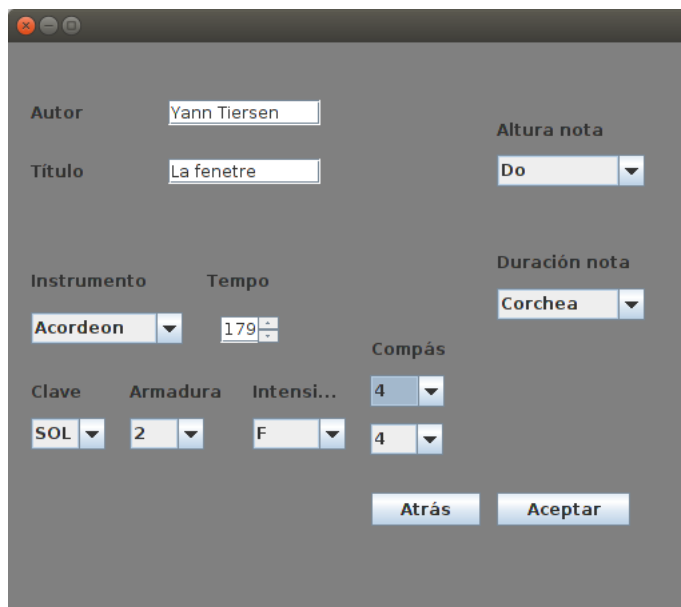 Autor Yann Tiersen
Altura nota
Título La fenetre
Do
Duración nota
Instrumento Tempo
Corchea
Acordeon 179
Compás
Clave Armadura Intensi... 4
SOL 2 F 4
Atrás Aceptar